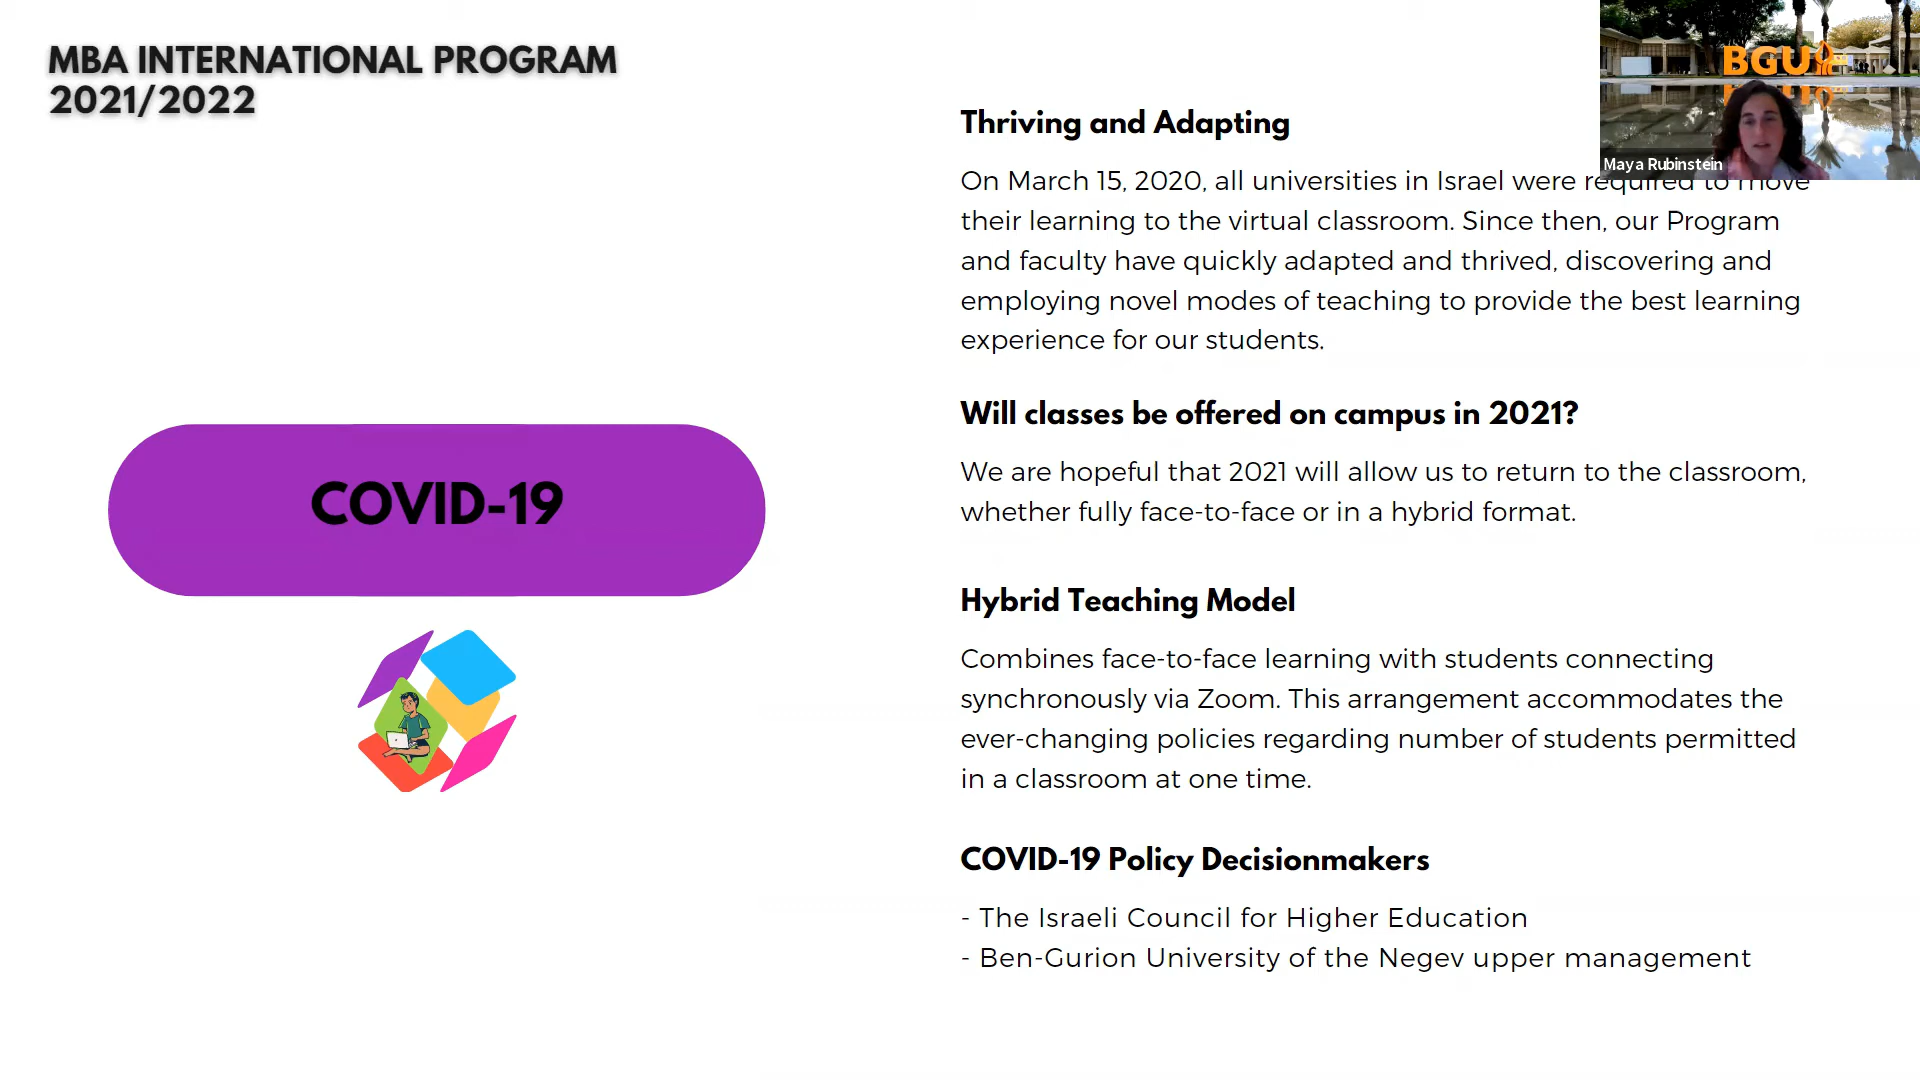 MBA INTERNATIONAL PROGRAM
2021/2022
BGU
Maya Rubinstein
Thriving and Adapting
On March 15, 2020, all universities in Israel were required to move
their learning to the virtual classroom. Since then, our Program
and faculty have quickly adapted and thrived, discovering and
employing novel modes of teaching to provide the best learning
experience for our students.
COVID-19
Will classes be offered on campus in 2021?
We are hopeful that 2021 will allow us to return to the classroom,
whether fully face-to-face or in a hybrid format.
Hybrid Teaching Model
Combines face-to-face learning with students connecting
synchronously via Zoom. This arrangement accommodates the
ever-changing policies regarding number of students permitted
in a classroom at one time.
COVID-19 Policy Decisionmakers
- The Israeli Council for Higher Education
- Ben-Gurion University of the Negev upper management